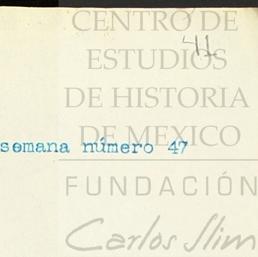 CENTRO DE
41
ESTUDIOS
DE HISTORIA
DE MEXICO
semana número 47
FUNDACIÓN
Carlos Slim